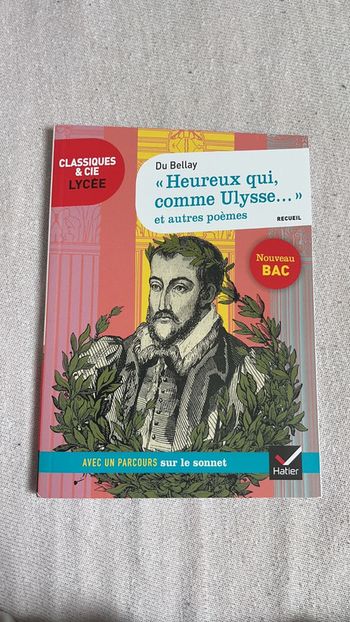 CLASSIQUES
& CIE
LYCÉE
Du Bellay
« Heureux qui,
comme Ulysse... »
et autres poèmes
RECUEIL
Nouveau
BAC
AVEC UN PARCOURS sur le sonnet
Hatier